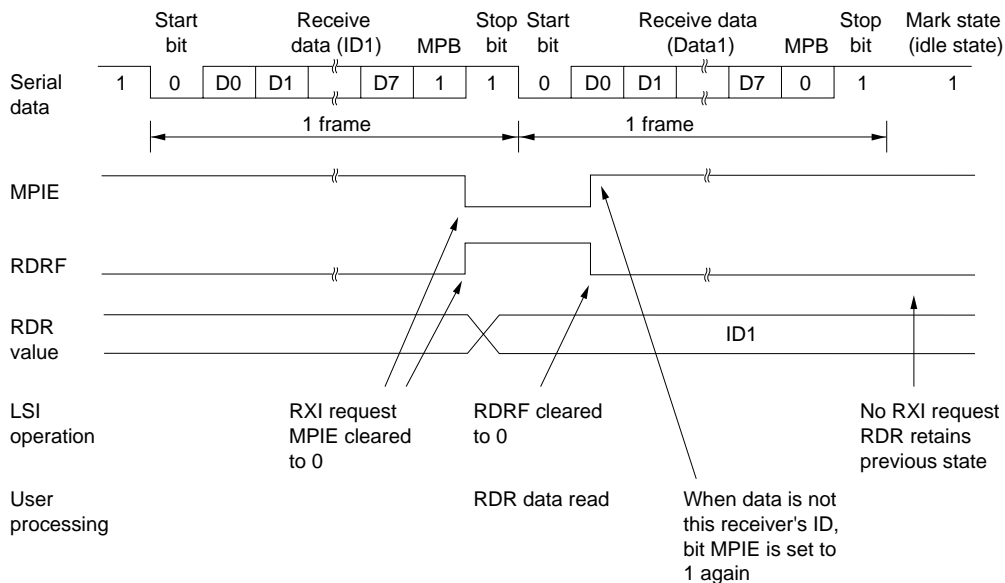 Start bit
Receive data (ID1)
MPB
Stop bit
Start bit
Receive data (Data1)
MPB
Stop bit
Mark state (idle state)
Serial data
1 0 D0 D1 D7 1 1 0 D0 D1 D7 0 1 1
1 frame
1 frame
MPIE
RDRF
RDR value
ID1
LSI operation
RXI request
MPIE cleared
to 0
RDRF cleared
to 0
No RXI request
RDR retains
previous state
User processing
RDR data read
When data is not
this receiver's ID,
bit MPIE is set to
1 again